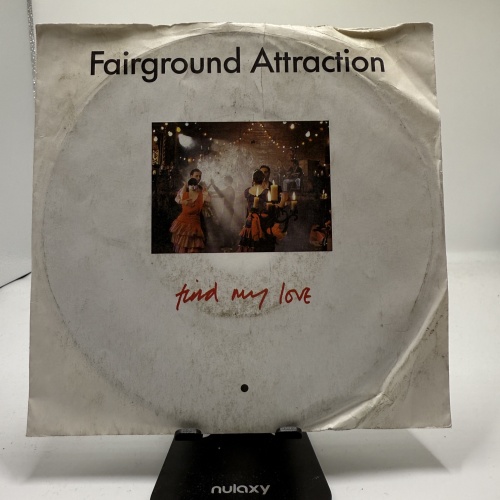 Fairground Attraction
find my love
nulaxy